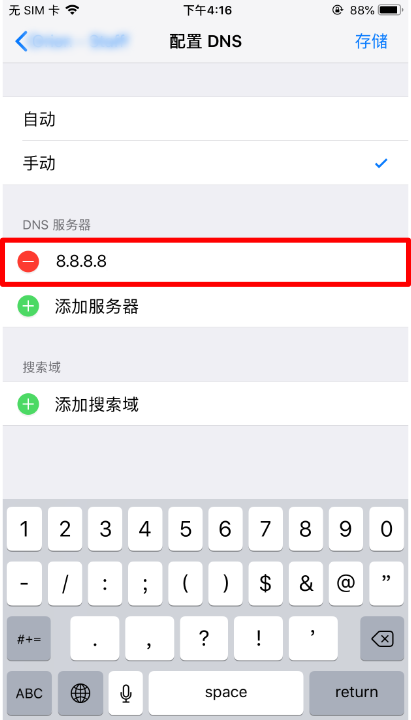 无 SIM 卡 下午4:16 88%
配置 DNS 存储
自动
手动
DNS 服务器
8.8.8.8
添加服务器
搜索域
添加搜索域
1 2 3 4 5 6 7 8 9 0
- / : ; ( ) $ & @ ”
#+= . , ? ! ’
ABC space return